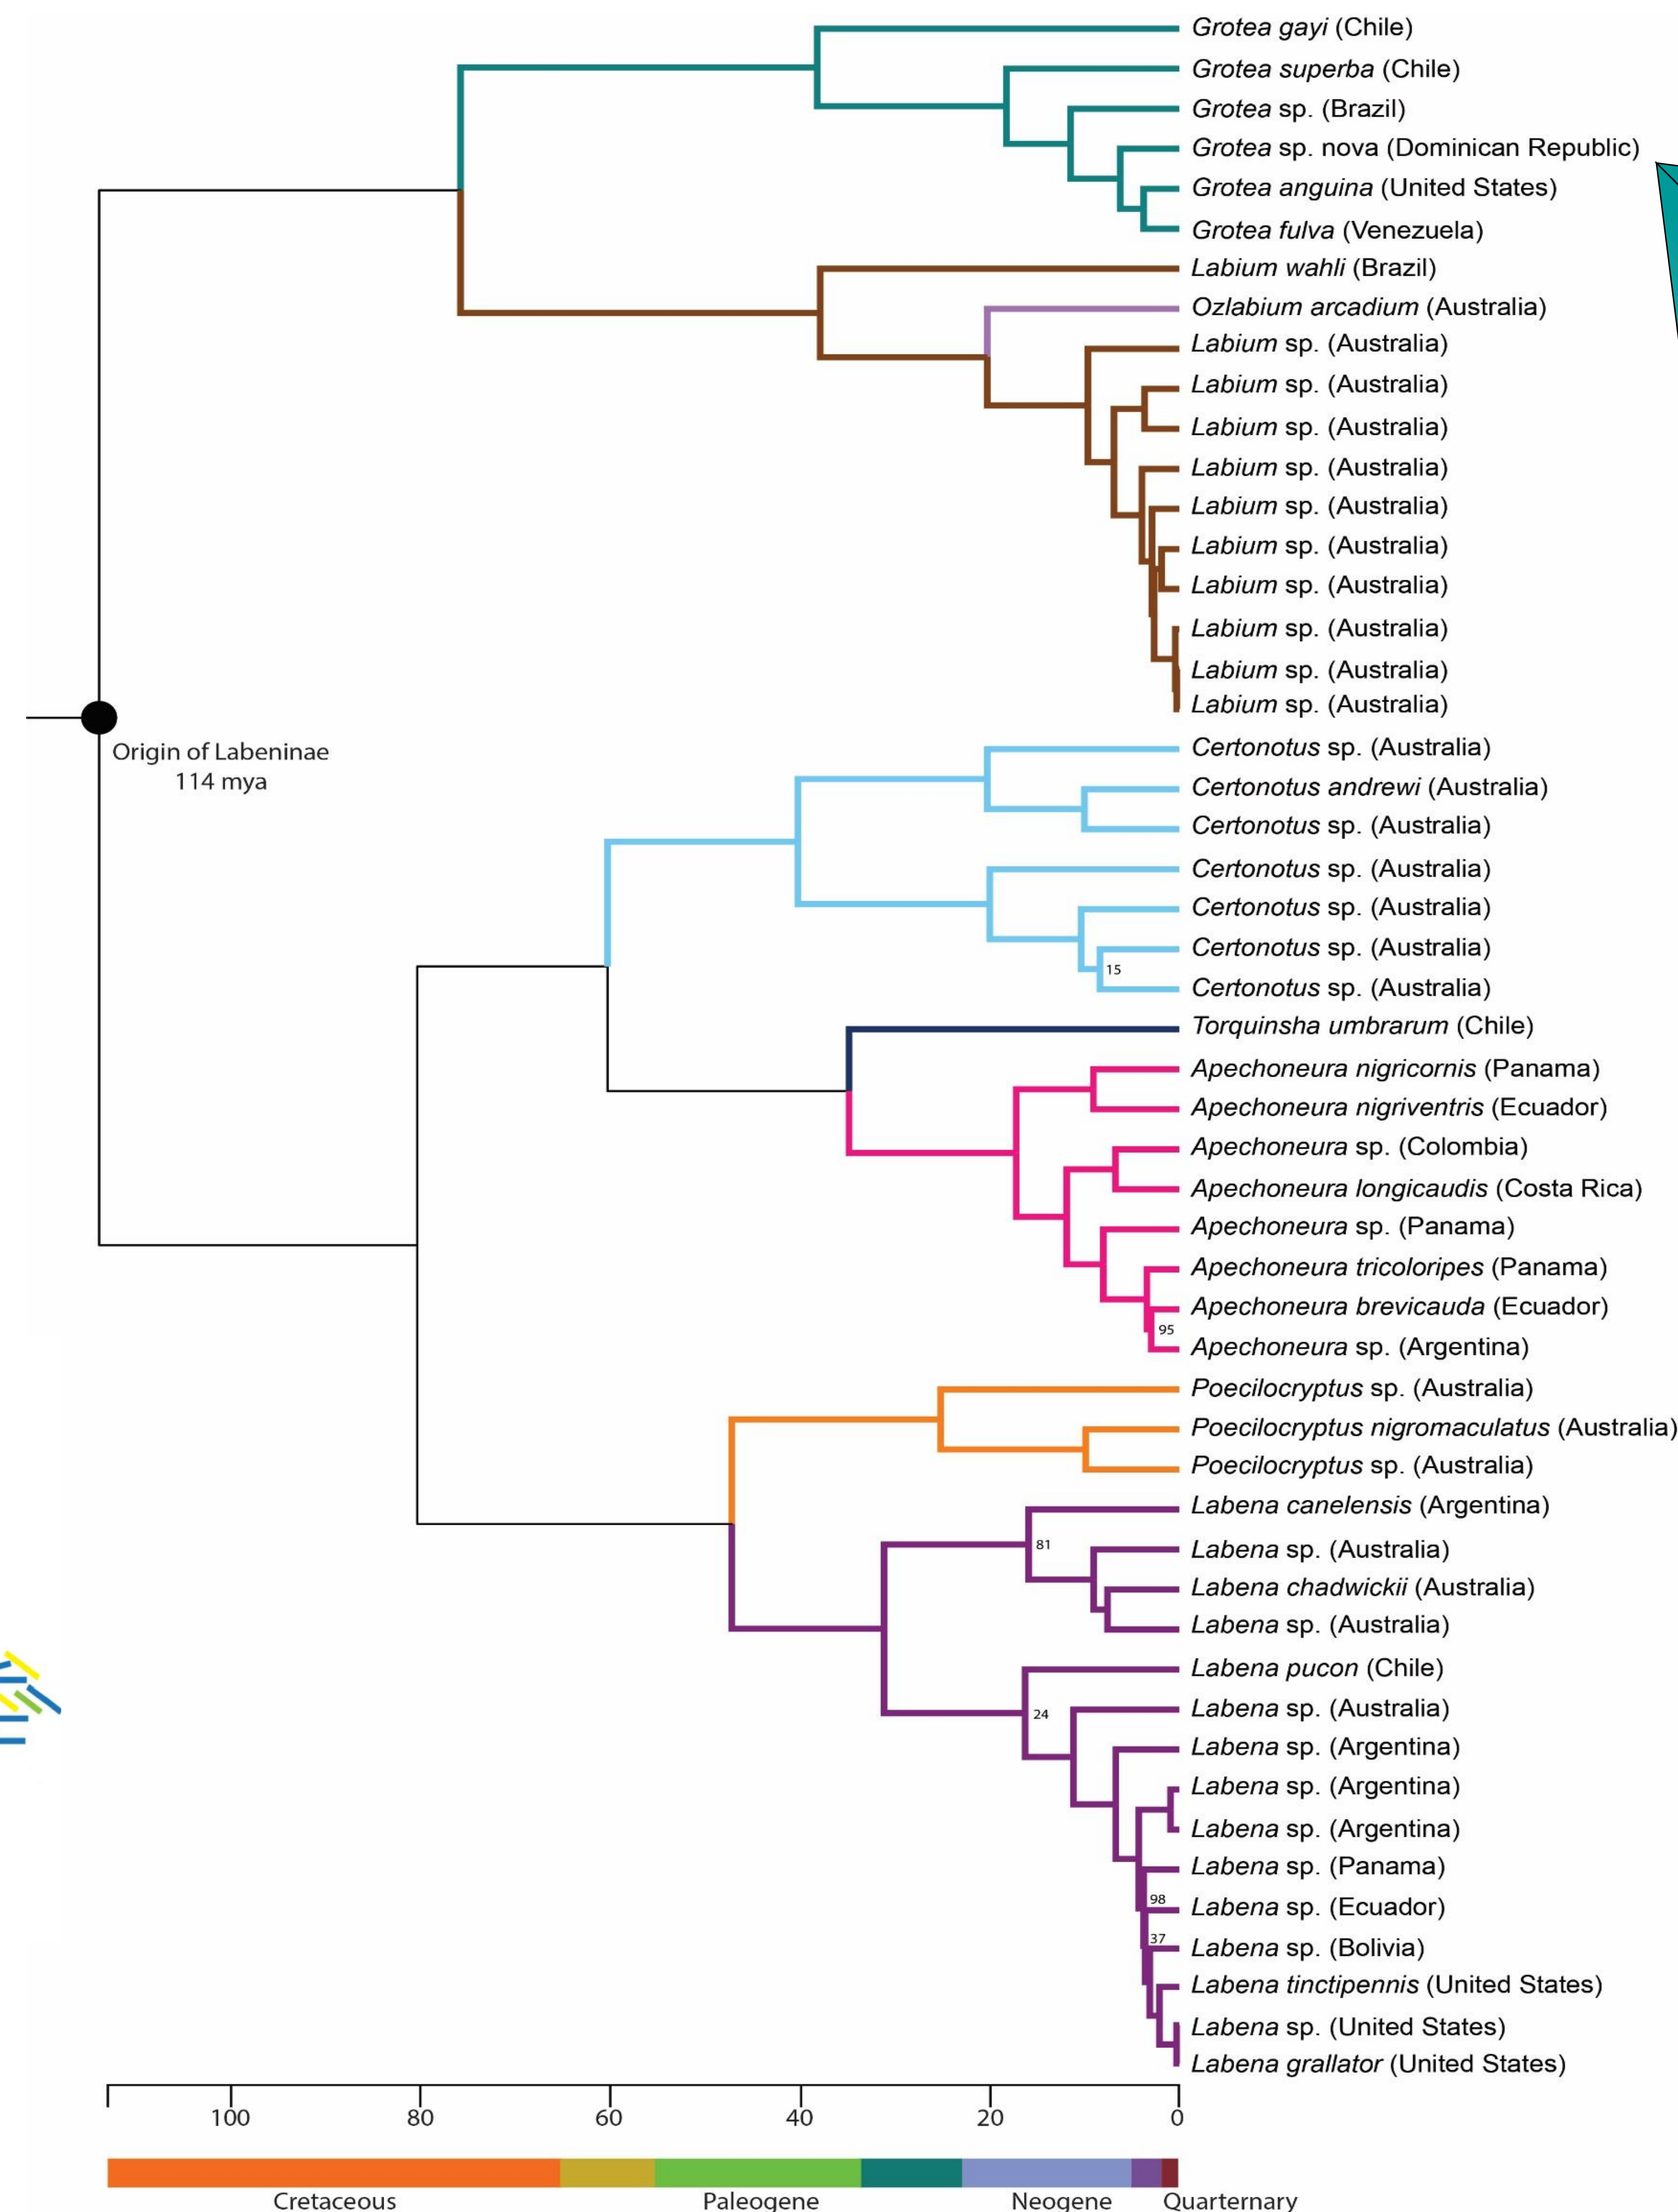 Grotea gayi (Chile)
Grotea superba (Chile)
Grotea sp. (Brazil)
Grotea sp. nova (Dominican Republic)
Grotea anguina (United States)
Grotea fulva (Venezuela)
Labium wahli (Brazil)
Ozlabium arcadium (Australia)
Labium sp. (Australia)
Labium sp. (Australia)
Labium sp. (Australia)
Labium sp. (Australia)
Labium sp. (Australia)
Labium sp. (Australia)
Labium sp. (Australia)
Labium sp. (Australia)
Labium sp. (Australia)
Labium sp. (Australia)
Origin of Labeninae
114 mya
Certonotus sp. (Australia)
Certonotus andrewi (Australia)
Certonotus sp. (Australia)
Certonotus sp. (Australia)
Certonotus sp. (Australia)
Certonotus sp. (Australia)
15
Certonotus sp. (Australia)
Torquinsha umbrarum (Chile)
Apechoneura nigricornis (Panama)
Apechoneura nigriventris (Ecuador)
Apechoneura sp. (Colombia)
Apechoneura longicaudis (Costa Rica)
Apechoneura sp. (Panama)
Apechoneura tricoloripes (Panama)
Apechoneura brevicauda (Ecuador)
95
Apechoneura sp. (Argentina)
Poecilocryptus sp. (Australia)
Poecilocryptus nigromaculatus (Australia)
Poecilocryptus sp. (Australia)
Labena canelensis (Argentina)
81
Labena sp. (Australia)
Labena chadwickii (Australia)
Labena sp. (Australia)
Labena pucon (Chile)
24
Labena sp. (Australia)
Labena sp. (Argentina)
Labena sp. (Argentina)
Labena sp. (Argentina)
Labena sp. (Panama)
98
Labena sp. (Ecuador)
37
Labena sp. (Bolivia)
Labena tinctipennis (United States)
Labena sp. (United States)
Labena grallator (United States)
100 80 60 40 20 0
Cretaceous Paleogene Neogene Quarternary